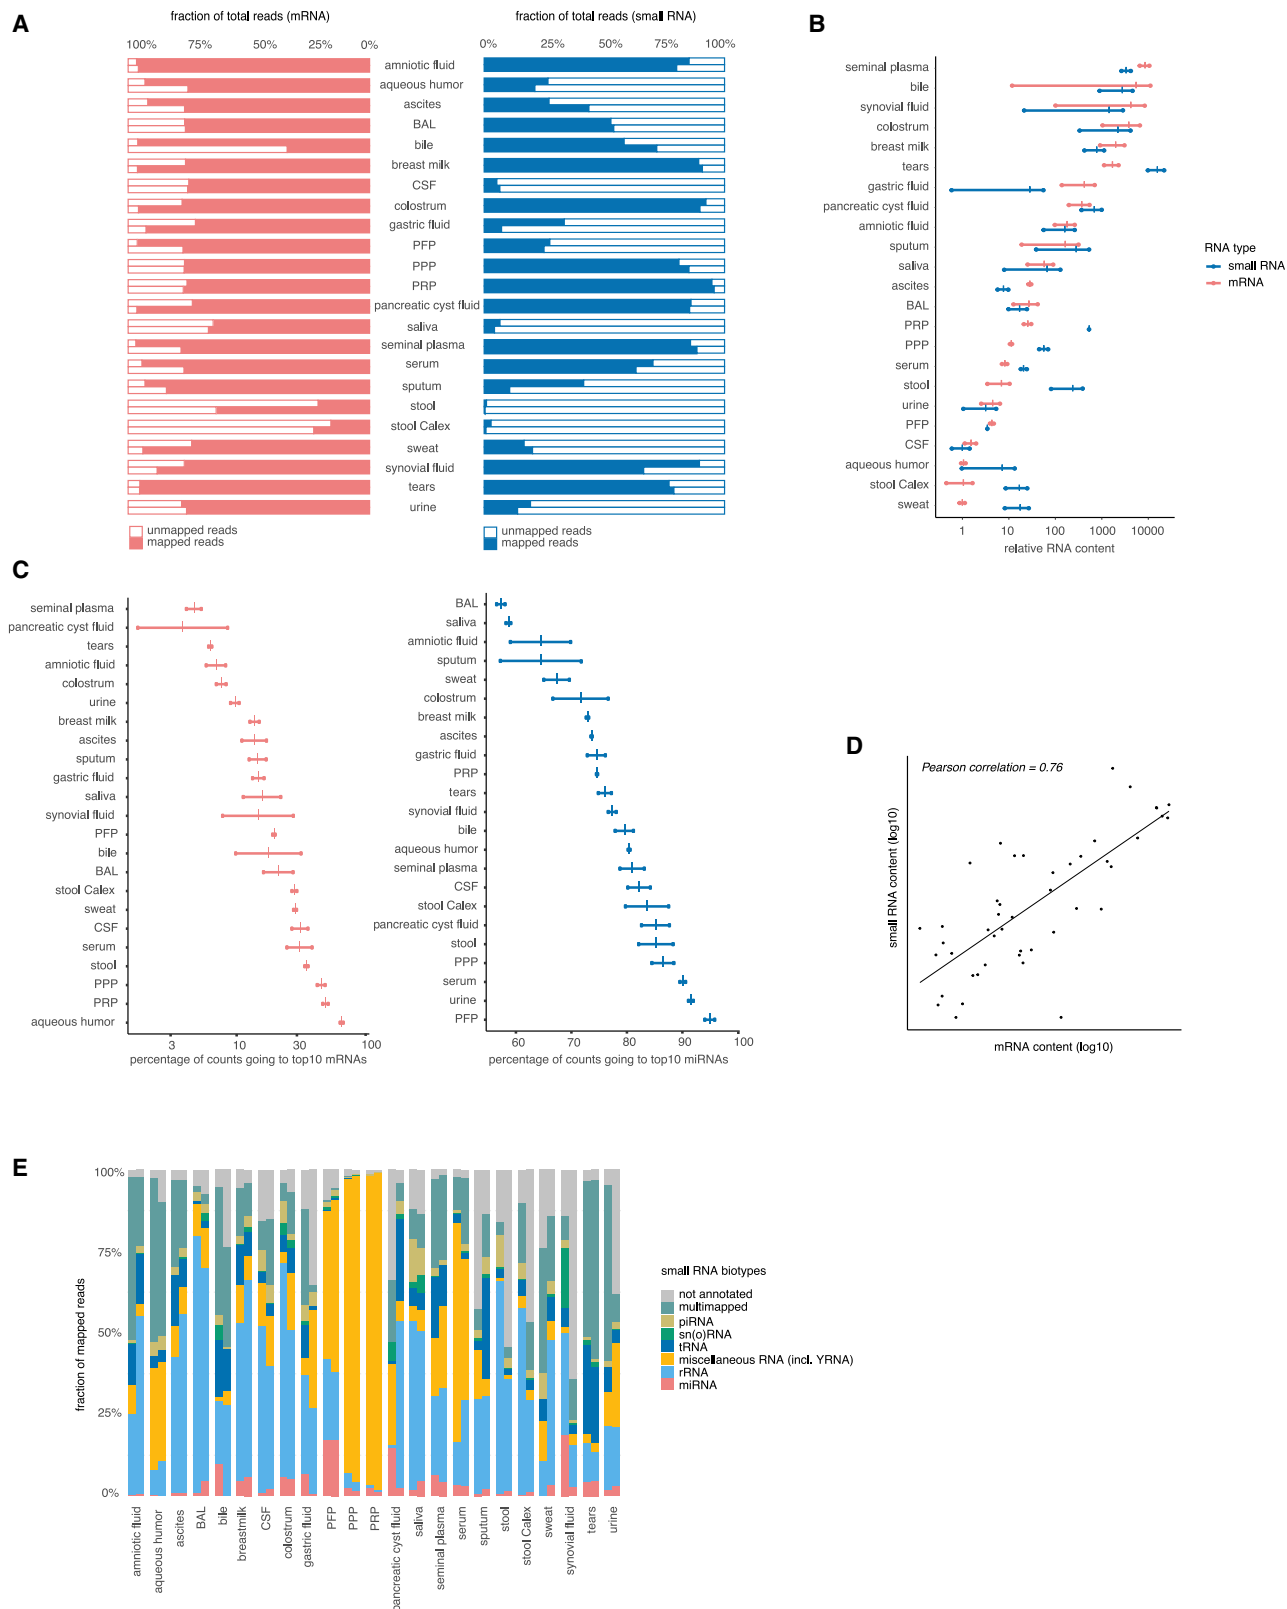 A
fraction of total reads (mRNA)
fraction of total reads (small RNA)
100% 75% 50% 25% 0%
0% 25% 50% 75% 100%
amniotic fluid
aqueous humor
ascites
BAL
bile
breast milk
CSF
colostrum
gastric fluid
PFP
PPP
PRP
pancreatic cyst fluid
saliva
seminal plasma
serum
sputum
stool
stool Calex
sweat
synovial fluid
tears
urine
unmapped reads
mapped reads
unmapped reads
mapped reads
B
seminal plasma
bile
synovial fluid
colostrum
breast milk
tears
gastric fluid
pancreatic cyst fluid
amniotic fluid
sputum
saliva
ascites
BAL
PRP
PPP
serum
stool
urine
PFP
CSF
aqueous humor
stool Calex
sweat
1 10 100 1000 10000
relative RNA content
RNA type
small RNA
mRNA
C
seminal plasma
pancreatic cyst fluid
tears
amniotic fluid
colostrum
urine
breast milk
ascites
sputum
gastric fluid
saliva
synovial fluid
PFP
bile
BAL
stool Calex
sweat
CSF
serum
stool
PPP
PRP
aqueous humor
3 10 30 100
percentage of counts going to top10 mRNAs
BAL
saliva
amniotic fluid
sputum
sweat
colostrum
breast milk
ascites
gastric fluid
PRP
tears
synovial fluid
bile
aqueous humor
seminal plasma
CSF
stool Calex
pancreatic cyst fluid
stool
PPP
serum
urine
PFP
60 70 80 90 100
percentage of counts going to top10 miRNAs
D
Pearson correlation = 0.76
small RNA content (log10)
mRNA content (log10)
E
100%
75%
50%
25%
0%
fraction of mapped reads
amniotic fluid
aqueous humor
ascites
BAL
bile
breastmilk
CSF
colostrum
gastric fluid
PFP
PPP
PRP
pancreatic cyst fluid
saliva
seminal plasma
serum
sputum
stool
stool Calex
sweat
synovial fluid
tears
urine
small RNA biotypes
not annotated
multimapped
piRNA
sn(o)RNA
tRNA
miscellaneous RNA (incl. YRNA)
rRNA
miRNA